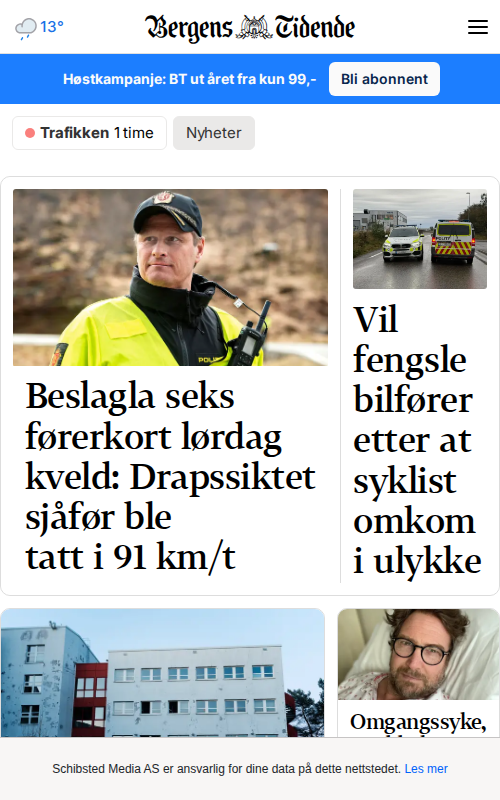 13°
Bergens Tidende
Høstkampanje: BT ut året fra kun 99,-
Bli abonnent
Trafikken 1 time
Nyheter
POLITI
Beslagla seks
førerkort lørdag
kveld: Drapssiktet
sjåfør ble
tatt i 91 km/t
Vil
fengsle
bilfører
etter at
syklist
omkom
i ulykke
Omgangssyke,
Schibsted Media AS er ansvarlig for dine data på dette nettstedet. Les mer